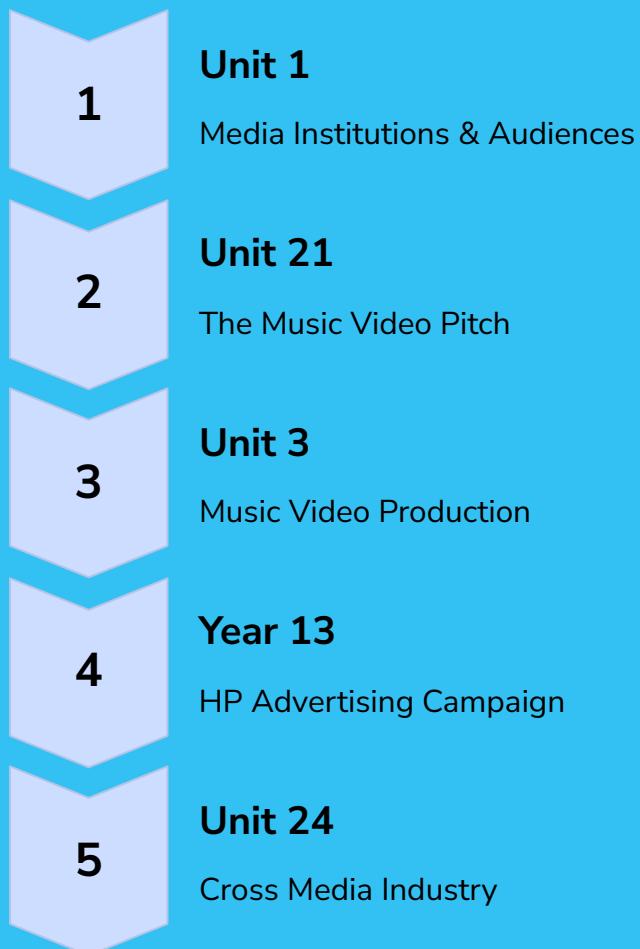 1
Unit 1
Media Institutions & Audiences
2
Unit 21
The Music Video Pitch
3
Unit 3
Music Video Production
4
Year 13
HP Advertising Campaign
5
Unit 24
Cross Media Industry